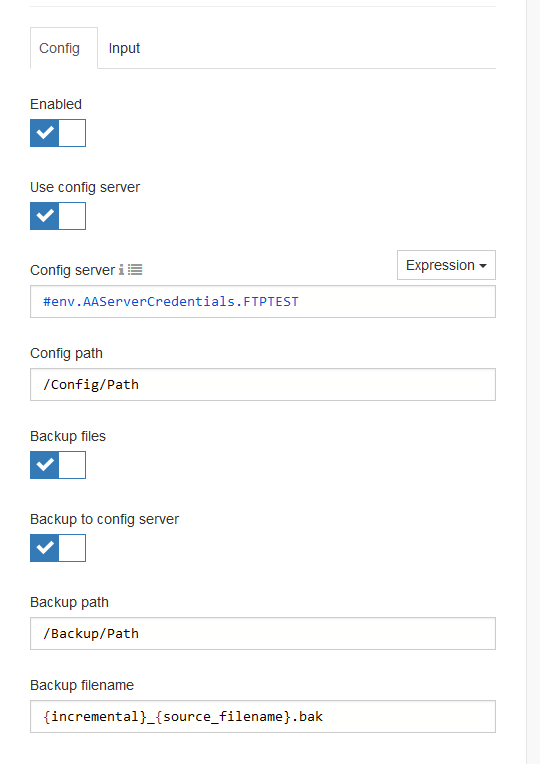 Config Input
Enabled
Use config server
Config server Expression
#env.AAServerCredentials.FTPTEST
Config path
/Config/Path
Backup files
Backup to config server
Backup path
/Backup/Path
Backup filename
{incremental}_{source_filename}.bak